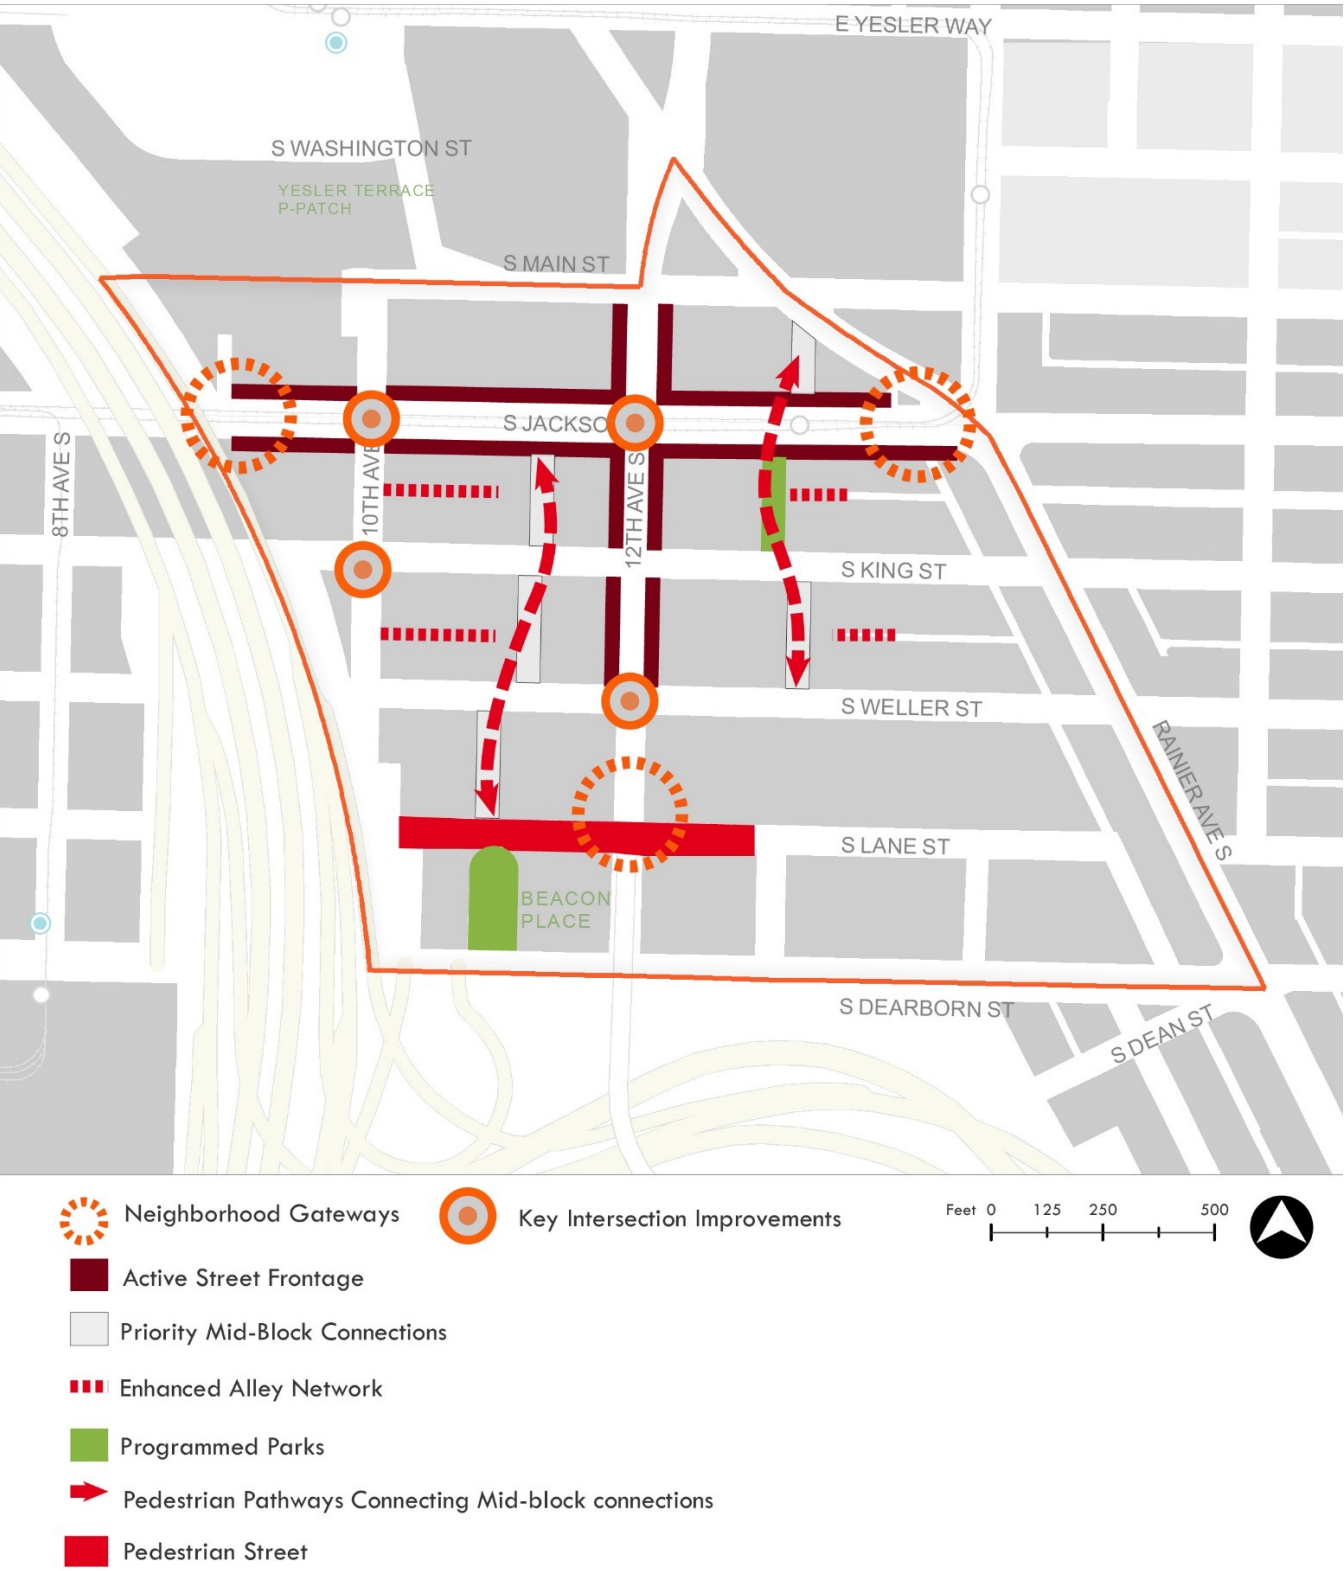 E YESLER WAY
S WASHINGTON ST
YESLER TERRACE
P-PATCH
S MAIN ST
S JACKSO
8TH AVE S
10TH AVE
12TH AVE S
S KING ST
S WELLER ST
RAINIER AVE S
S LANE ST
BEACON
PLACE
S DEARBORN ST
S DEAN ST
Neighborhood Gateways
Key Intersection Improvements
Feet 0 125 250 500
Active Street Frontage
Priority Mid-Block Connections
Enhanced Alley Network
Programmed Parks
Pedestrian Pathways Connecting Mid-block connections
Pedestrian Street